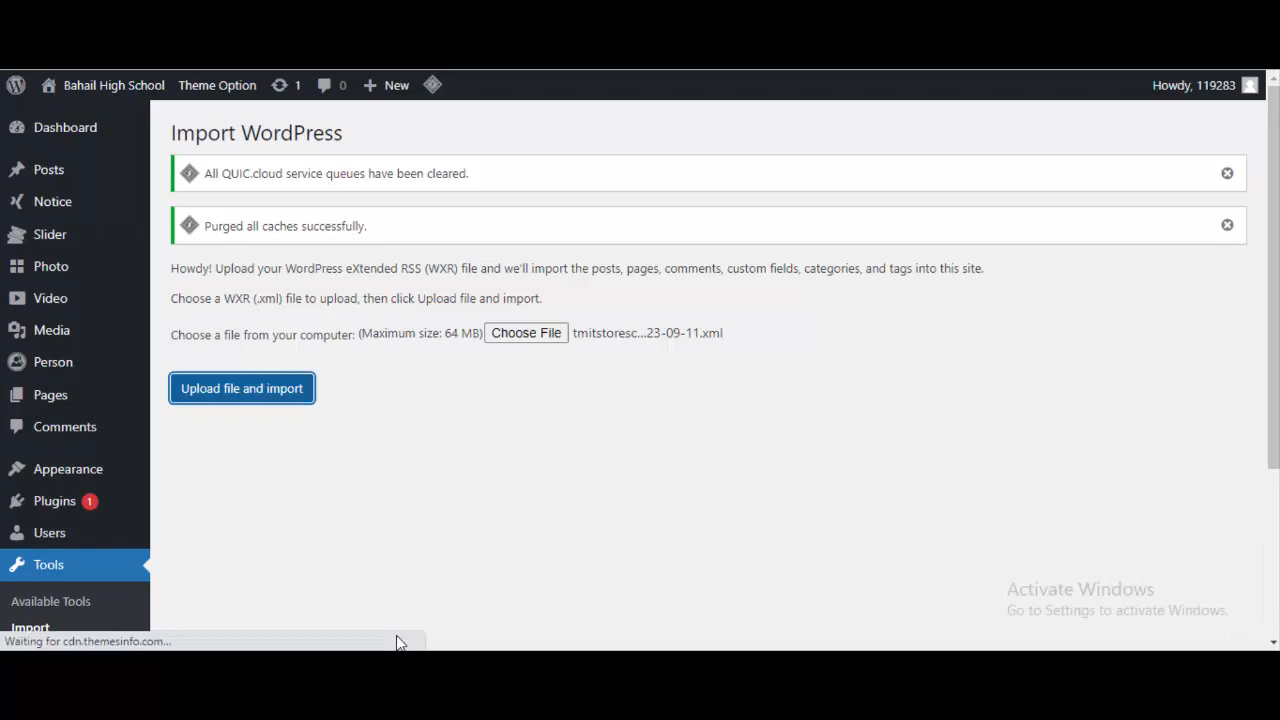 Bahail High School Theme Option 1 0 New Howdy, 119283
Dashboard
Posts
Notice
Slider
Photo
Video
Media
Person
Pages
Comments
Appearance
Plugins 1
Users
Tools
Available Tools
Import
Import WordPress
All QUIC.cloud service queues have been cleared.
Purged all caches successfully.
Howdy! Upload your WordPress eXtended RSS (WXR) file and we'll import the posts, pages, comments, custom fields, categories, and tags into this site.
Choose a WXR (.xml) file to upload, then click Upload file and import.
Choose a file from your computer: (Maximum size: 64 MB) Choose File tmitstoresc...23-09-11.xml
Upload file and import
Activate Windows
Go to Settings to activate Windows.
Waiting for cdn.themesinfo.com...